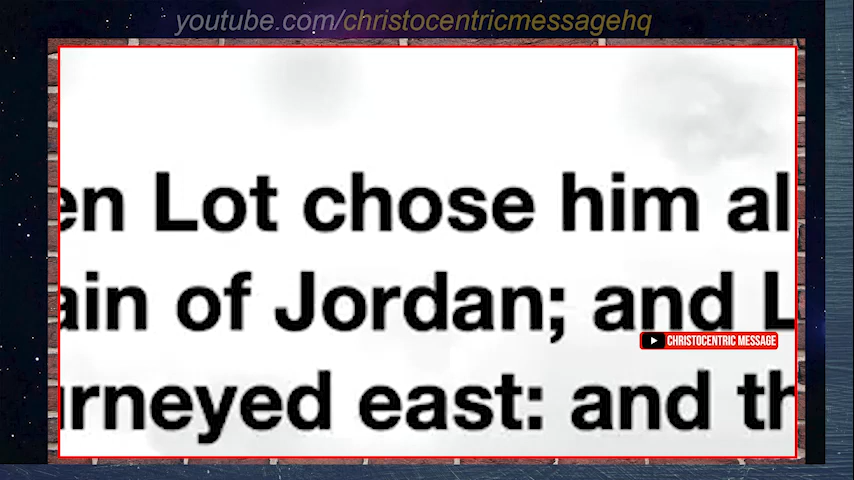 youtube.com/christocentricmessagehq
en Lot chose him al
ain of Jordan; and L
CHRISTOCENTRIC MESSAGE
urneyed east: and th